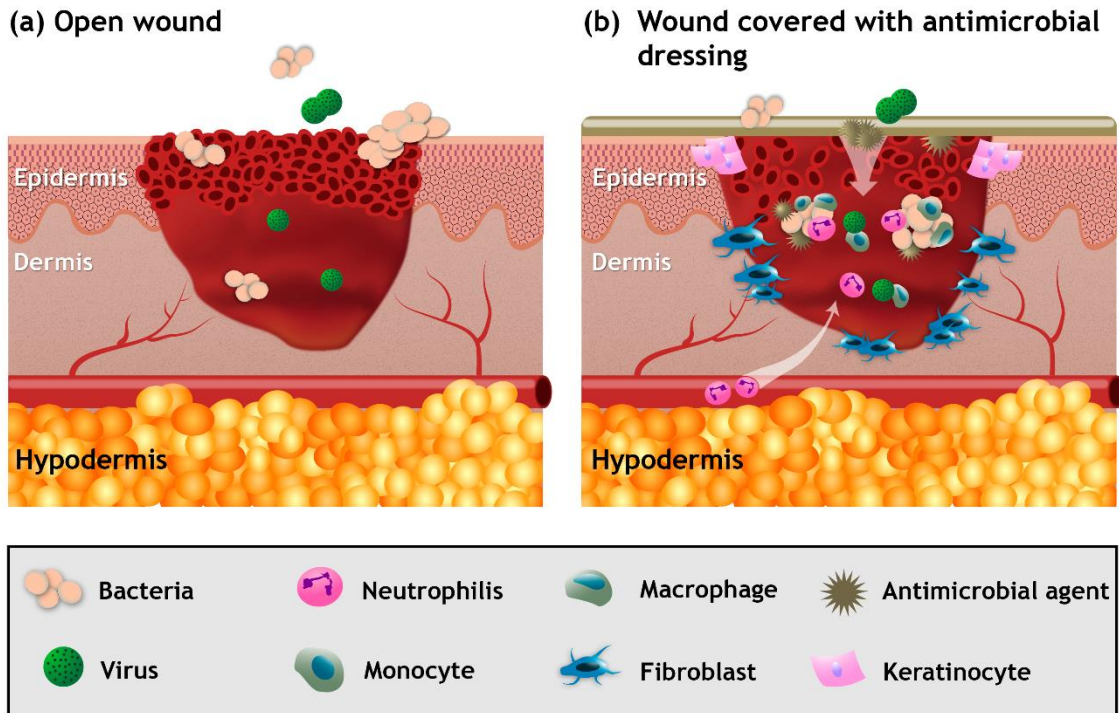 (a) Open wound
(b) Wound covered with antimicrobial
dressing
Epidermis
Dermis
Hypodermis
Epidermis
Dermis
Hypodermis
Bacteria
Neutrophilis
Macrophage
Antimicrobial agent
Virus
Monocyte
Fibroblast
Keratinocyte